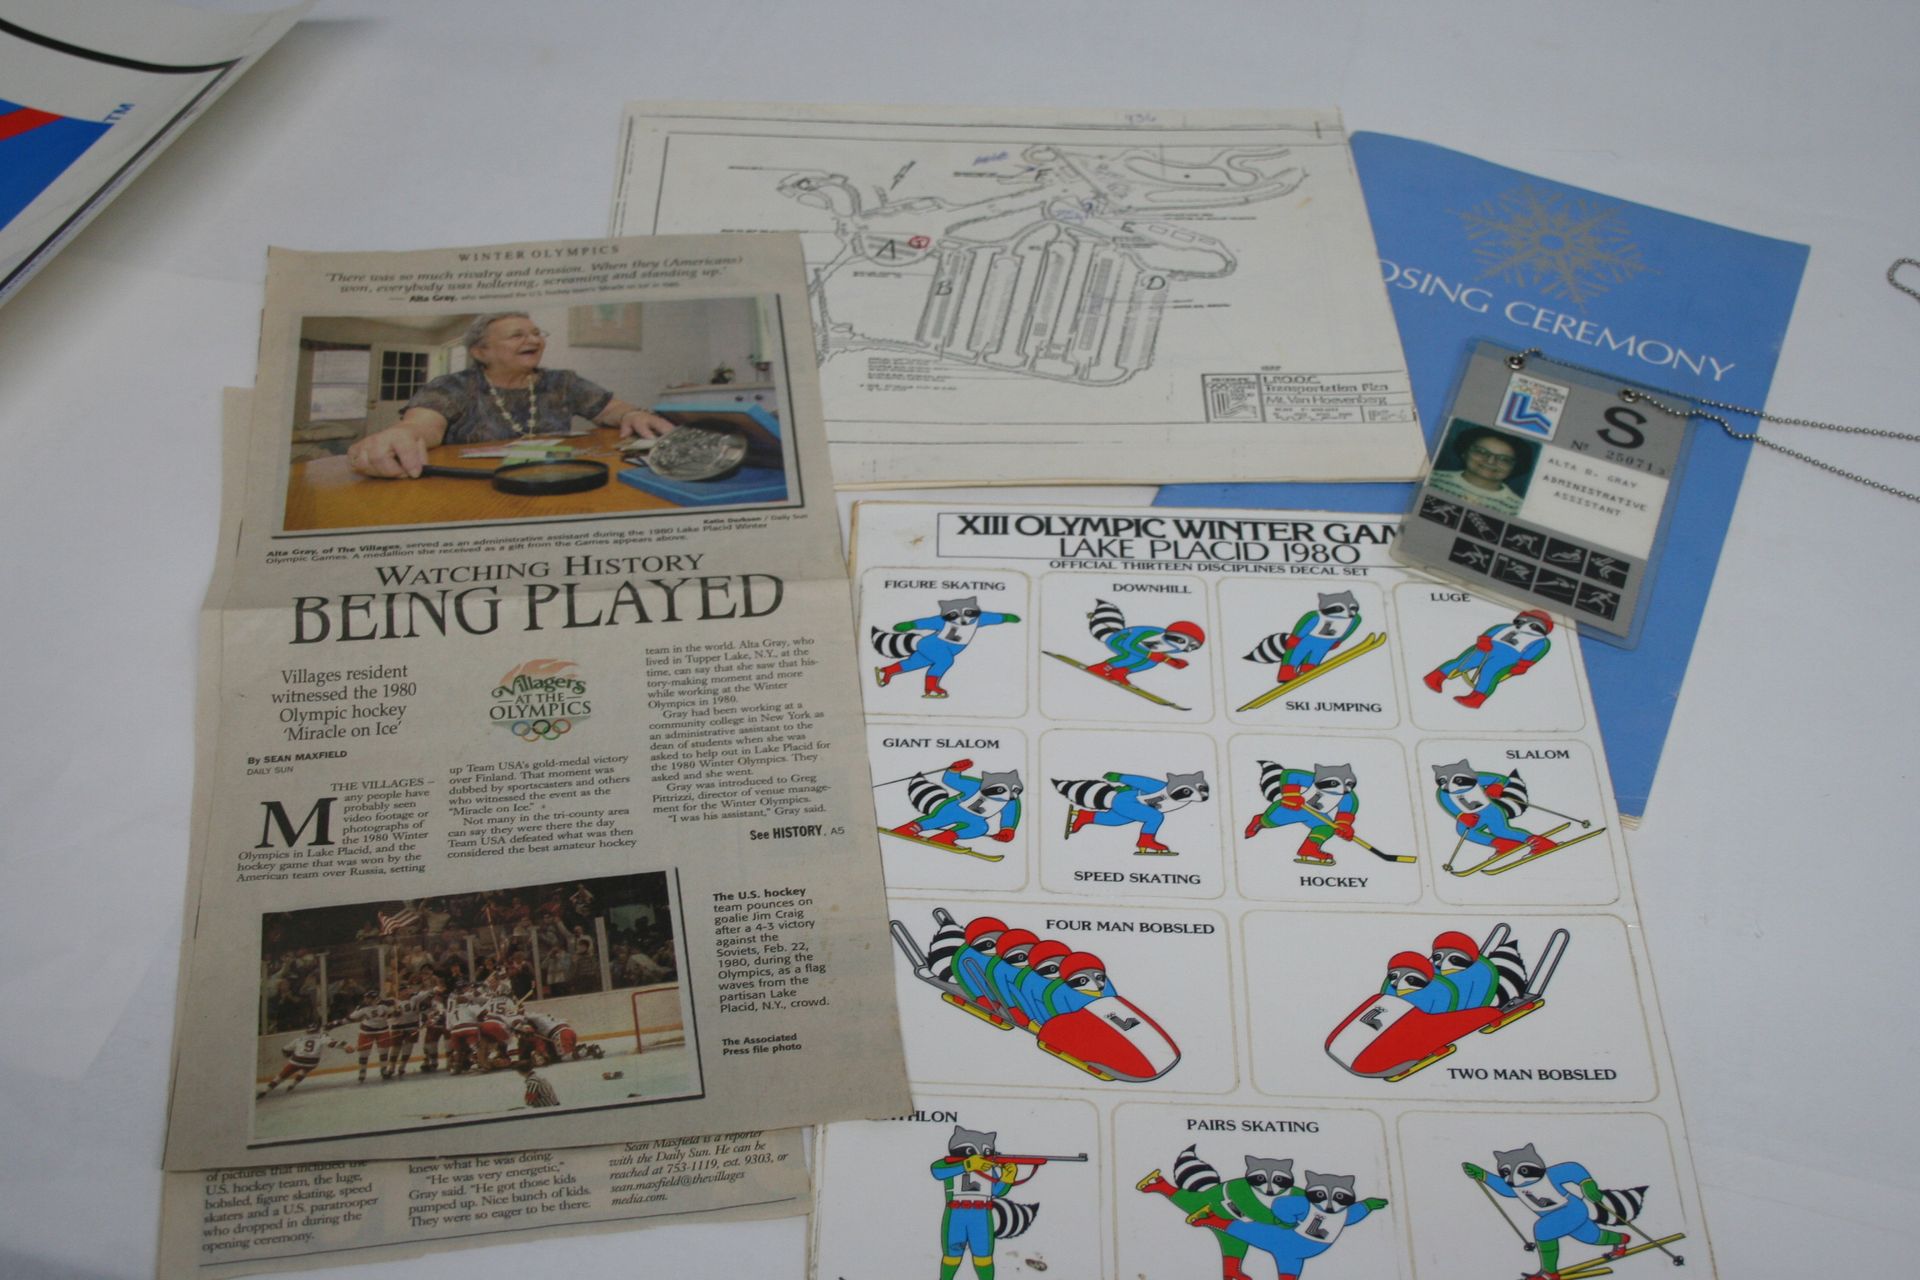 TM
WINTER OLYMPICS
'There was so much rivalry and tension. When they (Americans)
won, everybody was hollering, screaming and standing up.'
— Alta Gray, who witnessed the U.S. hockey team's 'Miracle on Ice' in 1980
Katie Derksen / Daily Sun
Alta Gray, of The Villages, served as an administrative assistant during the 1980 Lake Placid Winter
Olympic Games. A medallion she received as a gift from the Games appears above.
WATCHING HISTORY
BEING PLAYED
Villages resident
witnessed the 1980
Olympic hockey
'Miracle on Ice'
By SEAN MAXFIELD
DAILY SUN
Villagers
AT THE
OLYMPICS
THE VILLAGES –
Many people have
probably seen
video footage or
photographs of
the 1980 Winter
Olympics in Lake Placid, and the
hockey game that was won by the
American team over Russia, setting
up Team USA's gold-medal victory
over Finland. That moment was
dubbed by sportscasters and others
who witnessed the event as the
"Miracle on Ice."
Not many in the tri-county area
can say they were there the day
Team USA defeated what was then
considered the best amateur hockey
team in the world. Alta Gray, who
lived in Tupper Lake, N.Y., at the
time, can say that she saw that his-
tory-making moment and more
while working at the Winter
Olympics in 1980.
Gray had been working at a
community college in New York as
an administrative assistant to the
dean of students when she was
asked to help out in Lake Placid for
the 1980 Winter Olympics. They
asked and she went.
Gray was introduced to Greg
Pittrizzi, director of venue manage-
ment for the Winter Olympics.
"I was his assistant," Gray said.
See HISTORY, A5
The U.S. hockey
team pounces on
goalie Jim Craig
after a 4-3 victory
against the
Soviets, Feb. 22,
1980, during the
Olympics, as a flag
waves from the
partisan Lake
Placid, N.Y., crowd.
The Associated
Press file photo
9
15
of pictures that included the
U.S. hockey team, the luge,
bobsled, figure skating, speed
skaters and a U.S. paratrooper
who dropped in during the
opening ceremony.
knew what he was doing.
"He was very energetic,"
Gray said. "He got those kids
pumped up. Nice bunch of kids.
They were so eager to be there.
Sean Maxfield is a reporter
with the Daily Sun. He can be
reached at 753-1119, ext. 9303, or
sean.maxfield@thevillages
media.com.
936
A
B
C
D
E
F
L.P.O.O.C.
Transportation Plan
Mt. Van Hoevenberg
OSING CEREMONY
S
Nº 25071
ALTA R. GRAY
ADMINISTRATIVE
ASSISTANT
XIII OLYMPIC WINTER GAM
LAKE PLACID 1980
OFFICIAL THIRTEEN DISCIPLINES DECAL SET
FIGURE SKATING
DOWNHILL
SKI JUMPING
LUGE
GIANT SLALOM
SPEED SKATING
HOCKEY
SLALOM
FOUR MAN BOBSLED
TWO MAN BOBSLED
THLON
PAIRS SKATING